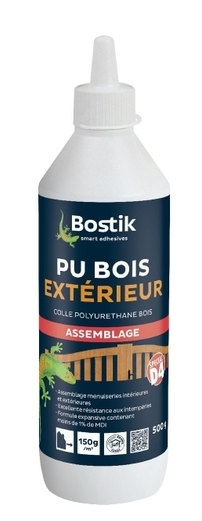 Bostik
smart adhesives
PU BOIS
EXTÉRIEUR
COLLE POLYURETHANE BOIS
ASSEMBLAGE
D4
- Assemblage menuiseries intérieures
et extérieures
- Excellente résistance aux intempéries
- Formule expansive contenant
moins de 1% de MDI
150g
/m²
500g